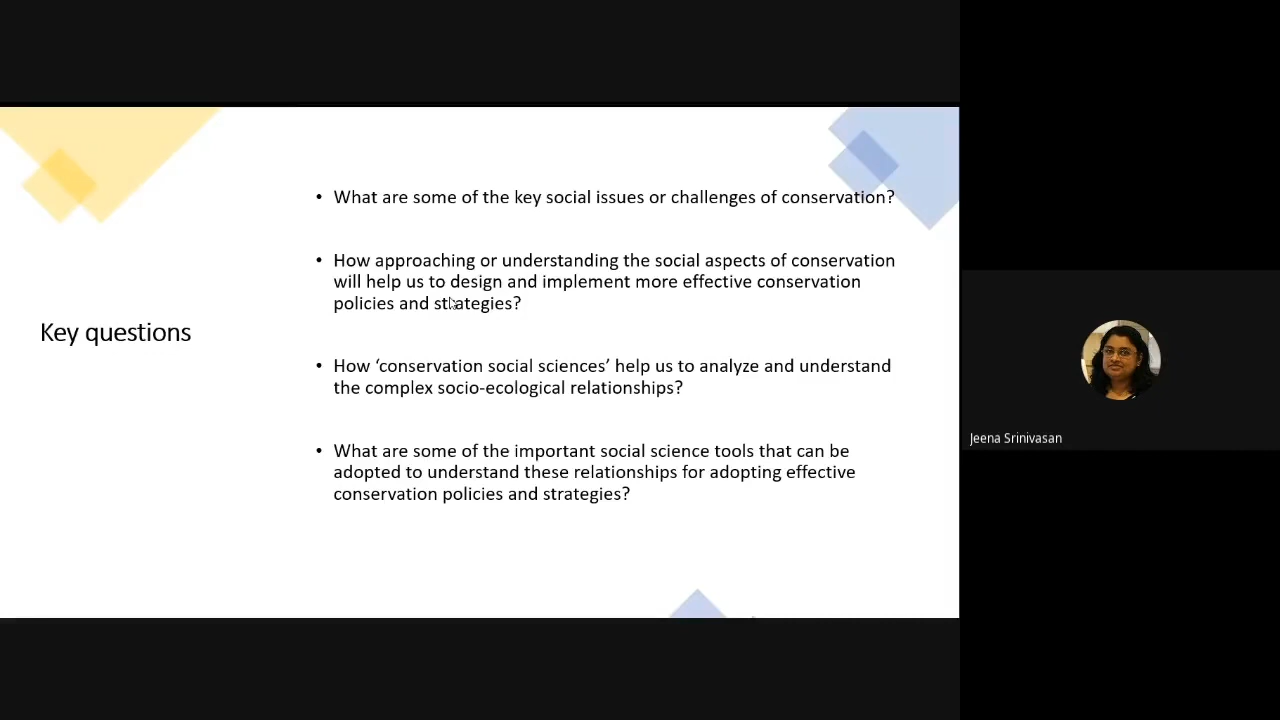 Key questions
• What are some of the key social issues or challenges of conservation?
• How approaching or understanding the social aspects of conservation
will help us to design and implement more effective conservation
policies and strategies?
• How ‘conservation social sciences’ help us to analyze and understand
the complex socio-ecological relationships?
• What are some of the important social science tools that can be
adopted to understand these relationships for adopting effective
conservation policies and strategies?
Jeena Srinivasan